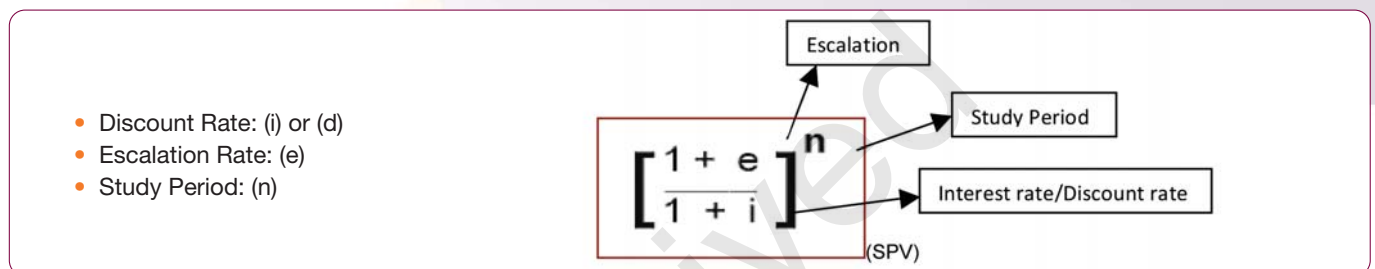 • Discount Rate: (i) or (d)
• Escalation Rate: (e)
• Study Period: (n)
Escalation
Study Period
Interest rate/Discount rate
[ 1 + e
1 + i ] n
(SPV)